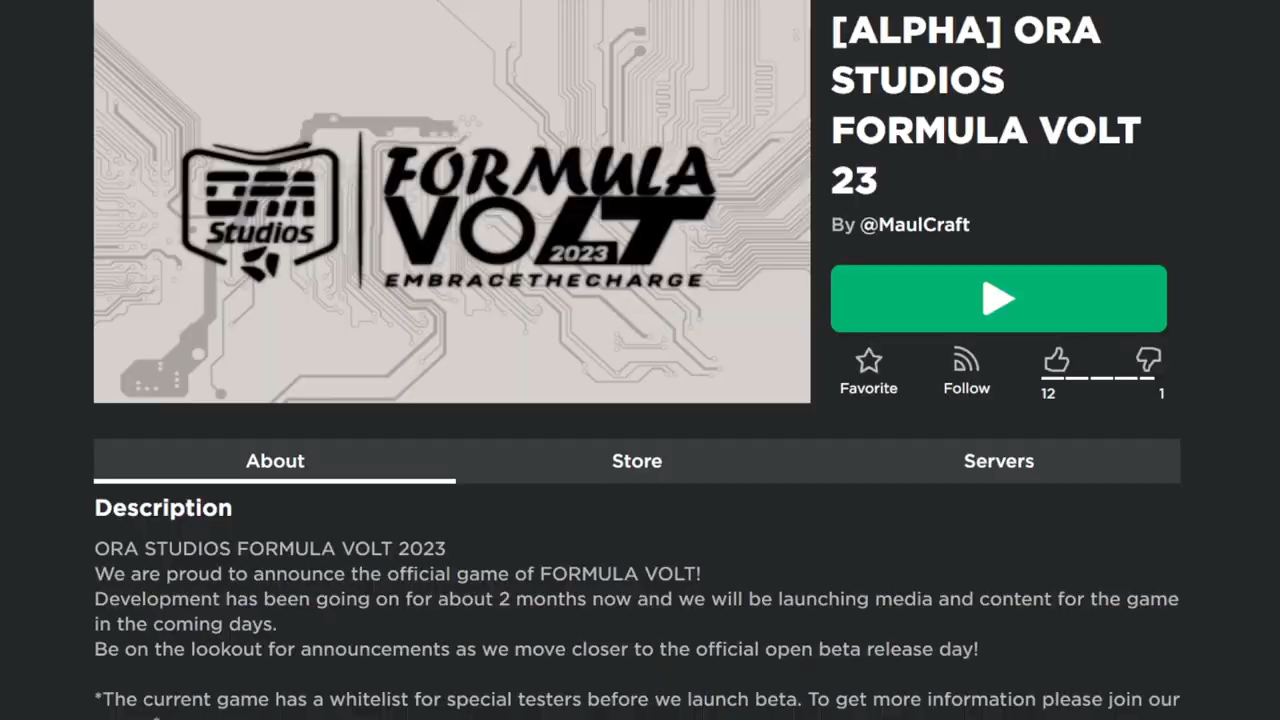 [ALPHA] ORA
STUDIOS
FORMULA VOLT
23
By @MaulCraft
ORA
Studios
FORMULA
VOLT
2023
EMBRACETHECHARGE
Favorite
Follow
12
1
About
Store
Servers
Description
ORA STUDIOS FORMULA VOLT 2023
We are proud to announce the official game of FORMULA VOLT!
Development has been going on for about 2 months now and we will be launching media and content for the game
in the coming days.
Be on the lookout for announcements as we move closer to the official open beta release day!
*The current game has a whitelist for special testers before we launch beta. To get more information please join our